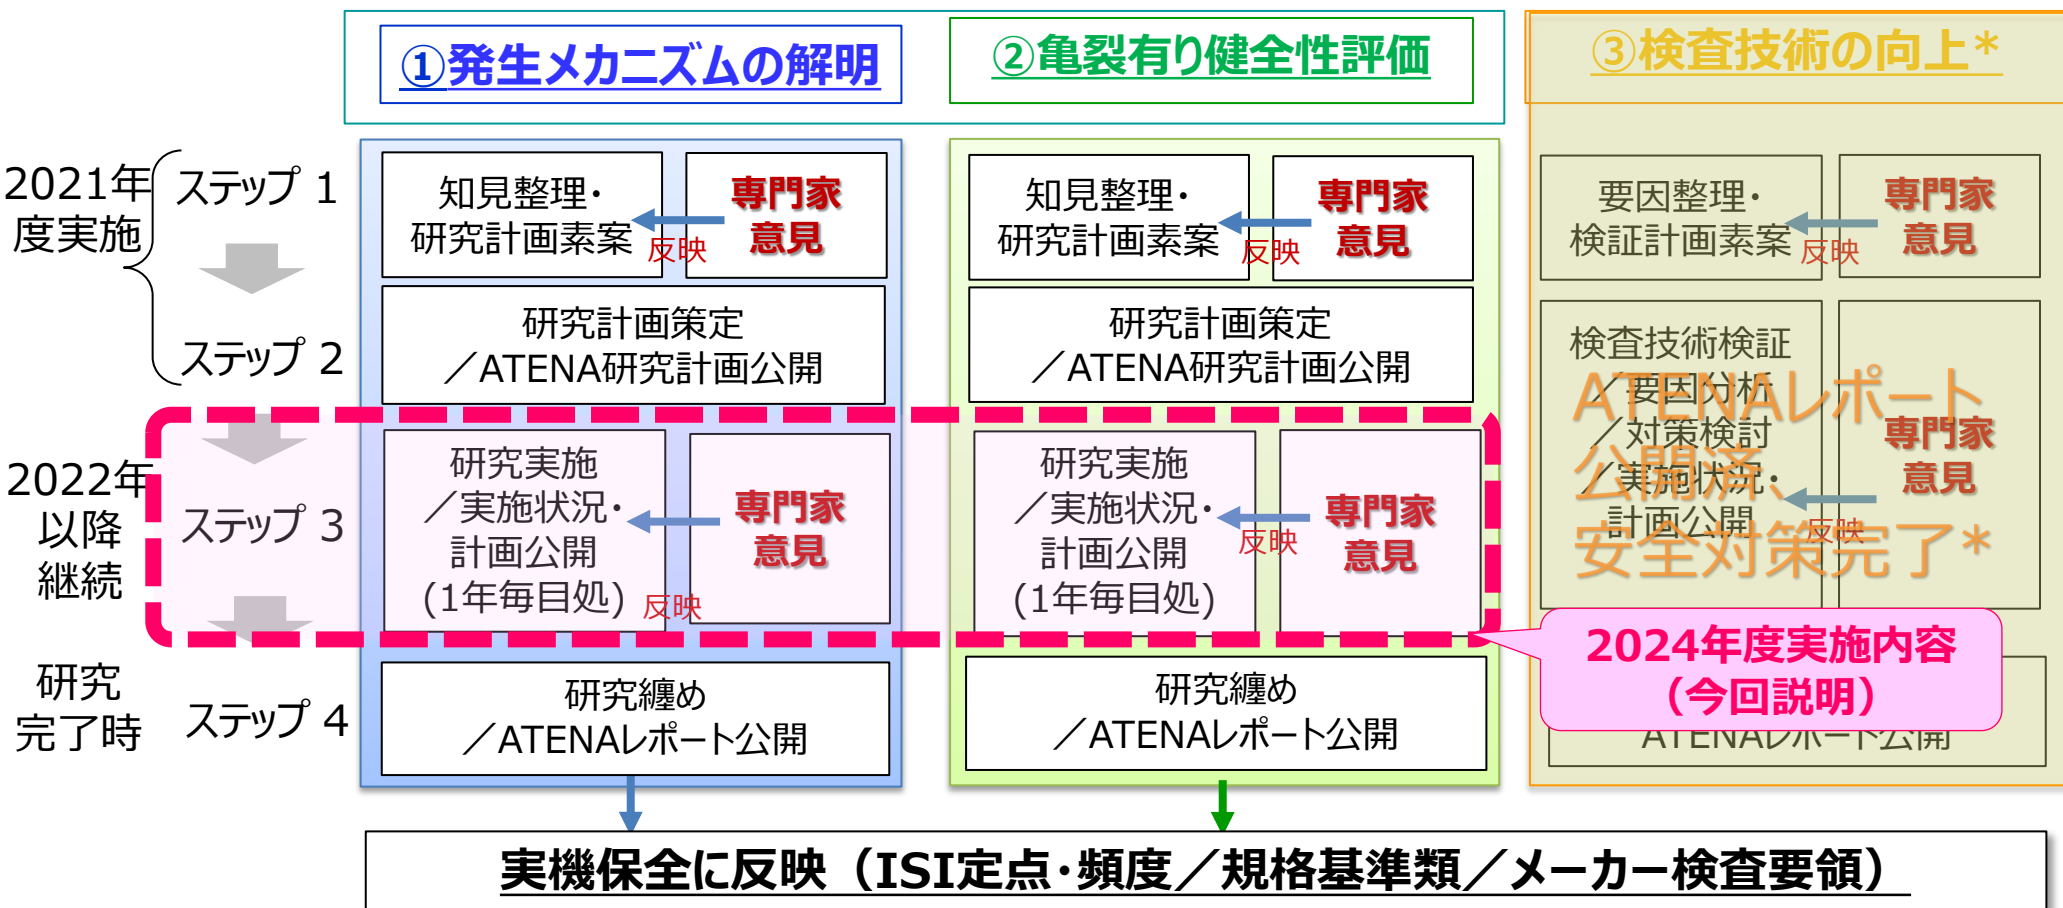 ①発生メカニズムの解明
②亀裂有り健全性評価
③検査技術の向上*
2021年
度実施
ステップ 1
知見整理・
研究計画素案
反映
専門家
意見
知見整理・
研究計画素案
反映
専門家
意見
要因整理・
検証計画素案
反映
専門家
意見
ステップ 2
研究計画策定
／ATENA研究計画公開
研究計画策定
／ATENA研究計画公開
検査技術検証
／要因分析
／対策検討
／実施状況・
計画公開
反映
専門家
意見
ATENAレポート
公開済、
安全対策完了*
2022年
以降
継続
ステップ 3
研究実施
／実施状況・
計画公開
(1年毎目処)
反映
専門家
意見
研究実施
／実施状況・
計画公開
(1年毎目処)
反映
専門家
意見
2024年度実施内容
（今回説明）
研究
完了時
ステップ 4
研究纏め
／ATENAレポート公開
研究纏め
／ATENAレポート公開
ATENAレポート公開
実機保全に反映（ISI定点・頻度／規格基準類／メーカー検査要領）